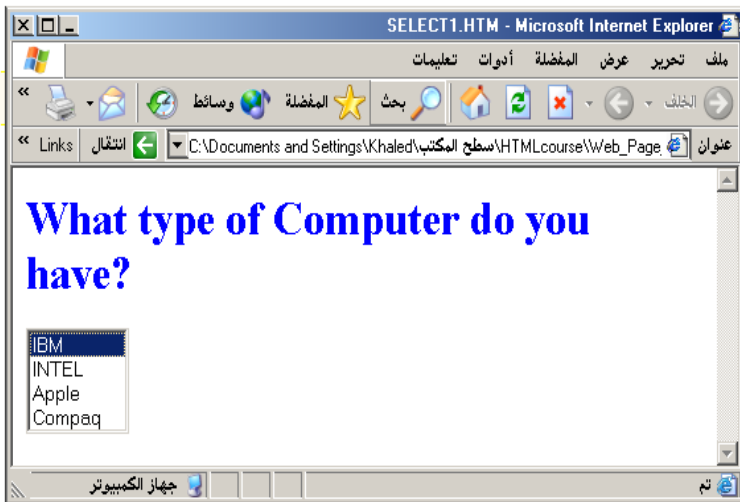 SELECT1.HTM - Microsoft Internet Explorer
ملف تحرير عرض المفضلة أدوات تعليمات
الخلف بحث المفضلة وسائط »
عنوان C:\Documents and Settings\Khaled\سطح المكتب\HTMLcourse\Web_Page انتقال Links »
What type of Computer do you
have?
IBM
INTEL
Apple
Compaq
تم جهاز الكمبيوتر